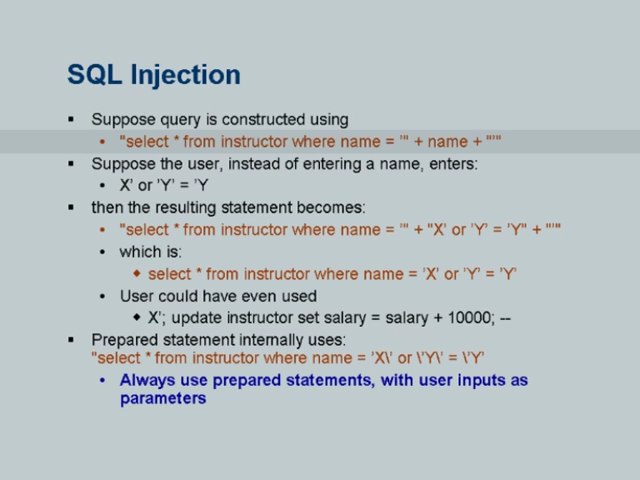 SQL Injection
▪ Suppose query is constructed using
• "select * from instructor where name = ’" + name + "’"
▪ Suppose the user, instead of entering a name, enters:
• X’ or ’Y’ = ’Y
▪ then the resulting statement becomes:
• "select * from instructor where name = ’" + "X’ or ’Y’ = ’Y" + "’"
• which is:
◆ select * from instructor where name = ’X’ or ’Y’ = ’Y’
• User could have even used
◆ X’; update instructor set salary = salary + 10000; --
▪ Prepared statement internally uses:
"select * from instructor where name = ’X\’ or \’Y\’ = \’Y’
• Always use prepared statements, with user inputs as
parameters